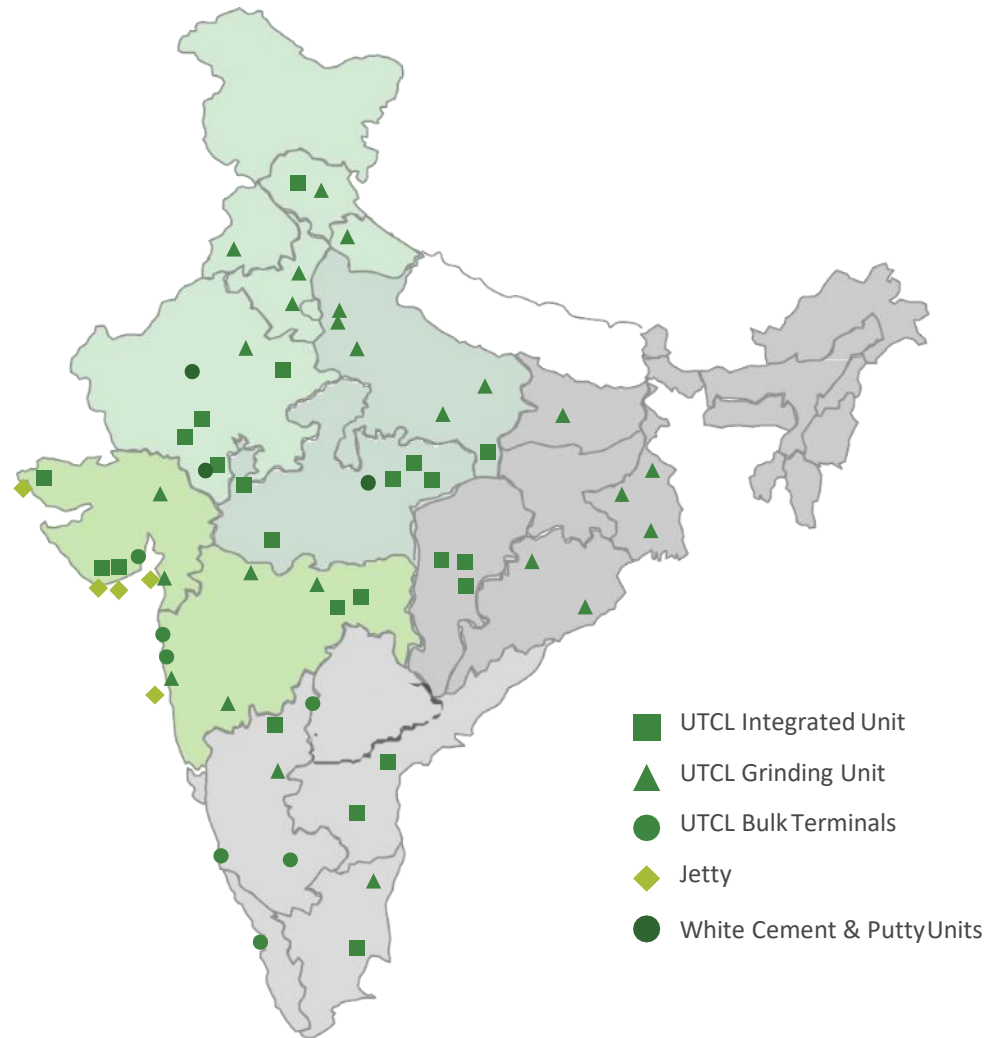 UTCL Integrated Unit
UTCL Grinding Unit
UTCL Bulk Terminals
Jetty
White Cement & Putty Units